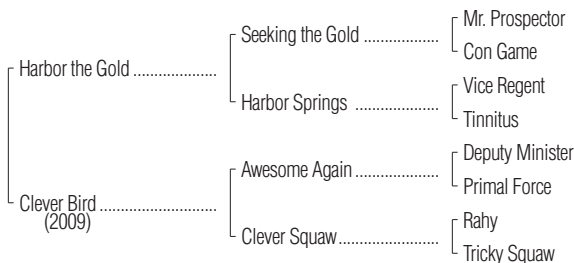 Mr. Prospector
Seeking the Gold ..................
Con Game
Harbor the Gold ....................
Vice Regent
Harbor Springs ....................
Tinnitus
Deputy Minister
Awesome Again ....................
Primal Force
Clever Bird ............................
(2009)
Rahy
Clever Squaw........................
Tricky Squaw